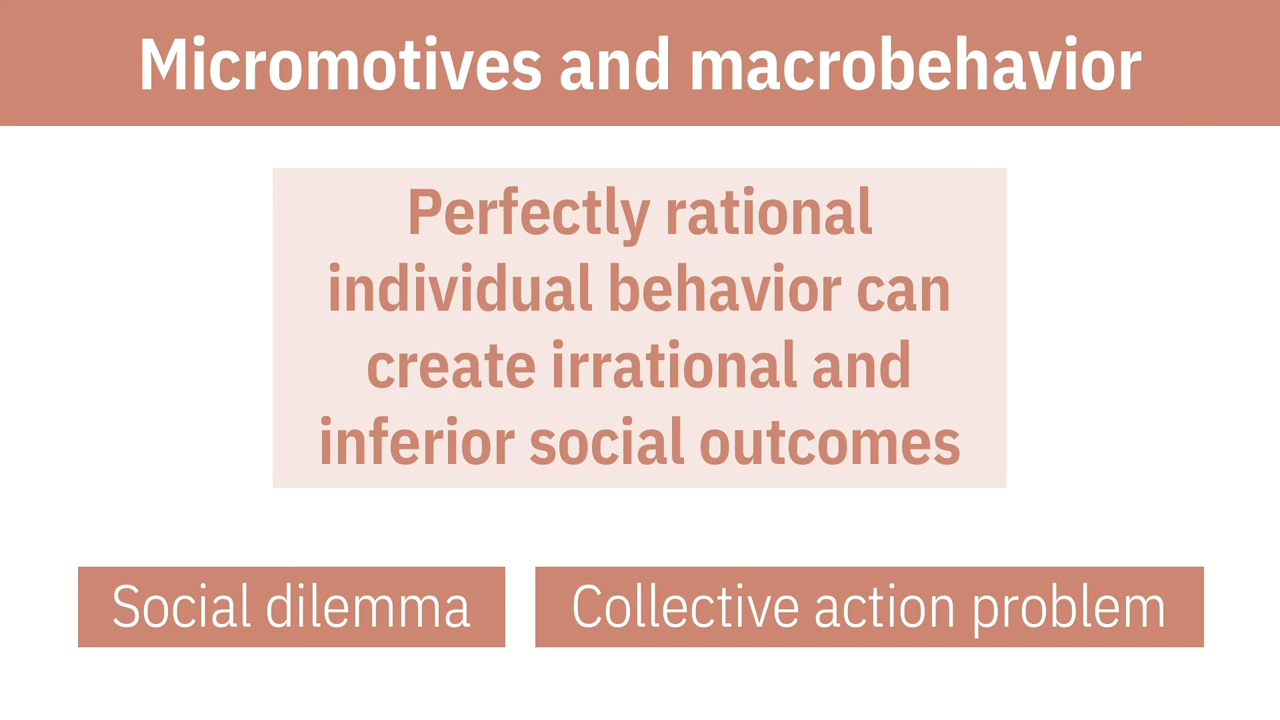 Micromotives and macrobehavior
Perfectly rational
individual behavior can
create irrational and
inferior social outcomes
Social dilemma
Collective action problem